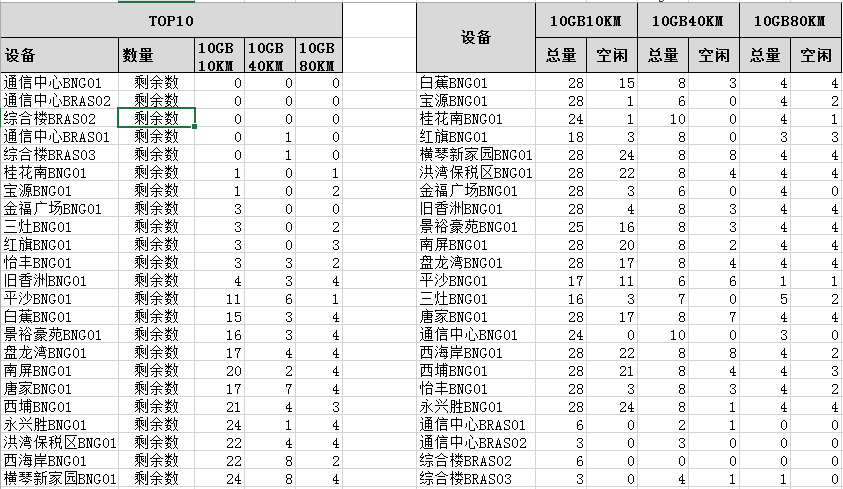 TOP10 10GB10KM 10GB40KM 10GB80KM
设备 数量 10GB10KM 10GB40KM 10GB80KM 设备 总量 空闲 总量 空闲 总量 空闲
通信中心BNG01 剩余数 0 0 0 白蕉BNG01 28 15 8 3 4 4
通信中心BRAS02 剩余数 0 0 0 宝源BNG01 28 1 6 0 4 2
综合楼BRAS02 剩余数 0 0 0 桂花南BNG01 24 1 10 0 4 1
通信中心BRAS01 剩余数 0 1 0 红旗BNG01 18 3 8 0 3 3
综合楼BRAS03 剩余数 0 1 0 横琴新家园BNG01 28 24 8 8 4 4
桂花南BNG01 剩余数 1 0 1 洪湾保税区BNG01 28 22 8 4 4 4
宝源BNG01 剩余数 1 0 2 金福广场BNG01 28 3 6 0 4 0
金福广场BNG01 剩余数 3 0 0 旧香洲BNG01 28 4 8 3 4 4
三灶BNG01 剩余数 3 0 2 景裕豪苑BNG01 25 16 8 3 4 4
红旗BNG01 剩余数 3 0 3 南屏BNG01 28 20 8 2 4 4
怡丰BNG01 剩余数 3 3 2 盘龙湾BNG01 28 17 8 4 4 4
旧香洲BNG01 剩余数 4 3 4 平沙BNG01 17 11 6 6 1 1
平沙BNG01 剩余数 11 6 1 三灶BNG01 16 3 7 0 5 2
白蕉BNG01 剩余数 15 3 4 唐家BNG01 28 17 8 7 4 4
景裕豪苑BNG01 剩余数 16 3 4 通信中心BNG01 24 0 10 0 3 0
盘龙湾BNG01 剩余数 17 4 4 西海岸BNG01 28 22 8 8 4 2
南屏BNG01 剩余数 20 2 4 西埔BNG01 28 21 8 4 4 3
唐家BNG01 剩余数 17 7 4 怡丰BNG01 28 3 8 3 4 2
西埔BNG01 剩余数 21 4 3 永兴胜BNG01 28 24 8 1 4 4
永兴胜BNG01 剩余数 24 1 4 通信中心BRAS01 6 0 2 1 0 0
洪湾保税区BNG01 剩余数 22 4 4 通信中心BRAS02 3 0 3 0 0 0
西海岸BNG01 剩余数 22 8 2 综合楼BRAS02 6 0 0 0 0 0
横琴新家园BNG01 剩余数 24 8 4 综合楼BRAS03 3 0 4 1 1 0